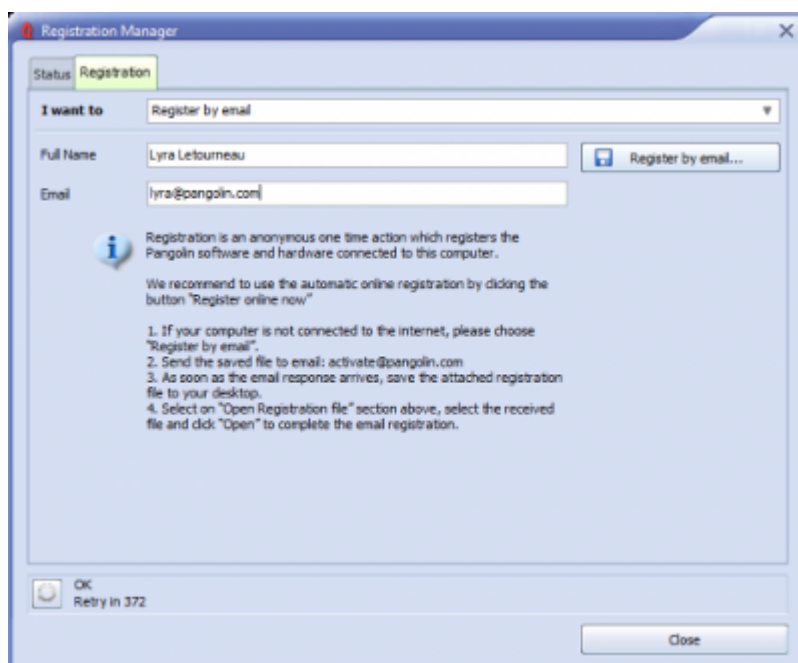 Registration Manager
Status Registration
I want to Register by email
Full Name Lyra Letourneau Register by email...
Email lyra@pangolin.com
Registration is an anonymous one time action which registers the
Pangolin software and hardware connected to this computer.
We recommend to use the automatic online registration by clicking the
button "Register online now"
1. If your computer is not connected to the internet, please choose
"Register by email".
2. Send the saved file to email: activate@pangolin.com
3. As soon as the email response arrives, save the attached registration
file to your desktop.
4. Select on "Open Registration file" section above, select the received
file and click "Open" to complete the email registration.
OK
Retry in 372
Close